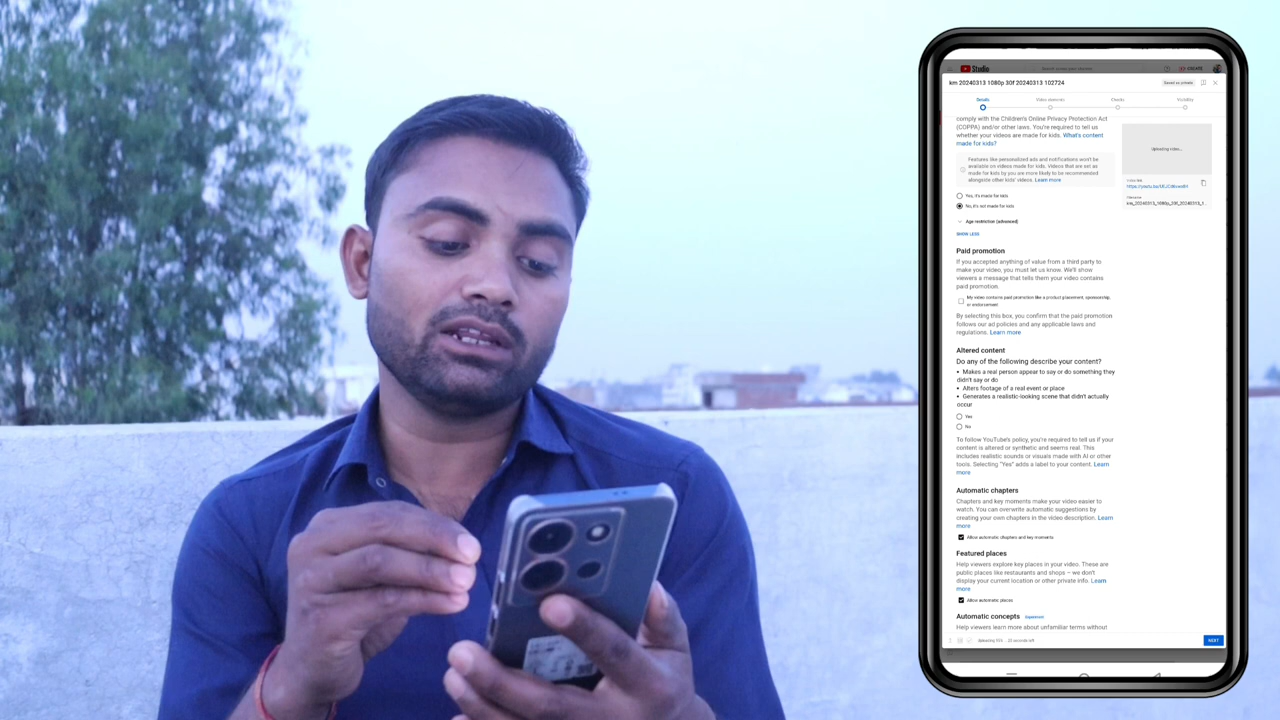 Studio
km 20240313 1080p 30f 20240313 102724
Saved as private
Details
Video elements
Checks
Visibility
comply with the Children's Online Privacy Protection Act
(COPPA) and/or other laws. You're required to tell us
whether your videos are made for kids. What's content
made for kids?
Features like personalized ads and notifications won't be
available on videos made for kids. Videos that are set as
made for kids by you are more likely to be recommended
alongside other kids' videos. Learn more
Yes, it's made for kids
No, it's not made for kids
Age restriction (advanced)
SHOW LESS
Uploading video...
Video link
Filename
km_20240313_1080p_30f_20240313_1...
Paid promotion
If you accepted anything of value from a third party to
make your video, you must let us know. We'll show
viewers a message that tells them your video contains
paid promotion.
My video contains paid promotion like a product placement, sponsorship,
or endorsement
By selecting this box, you confirm that the paid promotion
follows our ad policies and any applicable laws and
regulations. Learn more
Altered content
Do any of the following describe your content?
• Makes a real person appear to say or do something they
didn't say or do
• Alters footage of a real event or place
• Generates a realistic-looking scene that didn't actually
occur
Yes
No
To follow YouTube's policy, you're required to tell us if your
content is altered or synthetic and seems real. This
includes realistic sounds or visuals made with AI or other
tools. Selecting "Yes" adds a label to your content. Learn
more
Automatic chapters
Chapters and key moments make your video easier to
watch. You can overwrite automatic suggestions by
creating your own chapters in the video description. Learn
more
Allow automatic chapters and key moments
Featured places
Help viewers explore key places in your video. These are
public places like restaurants and shops – we don't
display your current location or other private info. Learn
more
Allow automatic places
Automatic concepts
Experiment
Help viewers learn more about unfamiliar terms without
seconds left
NEXT